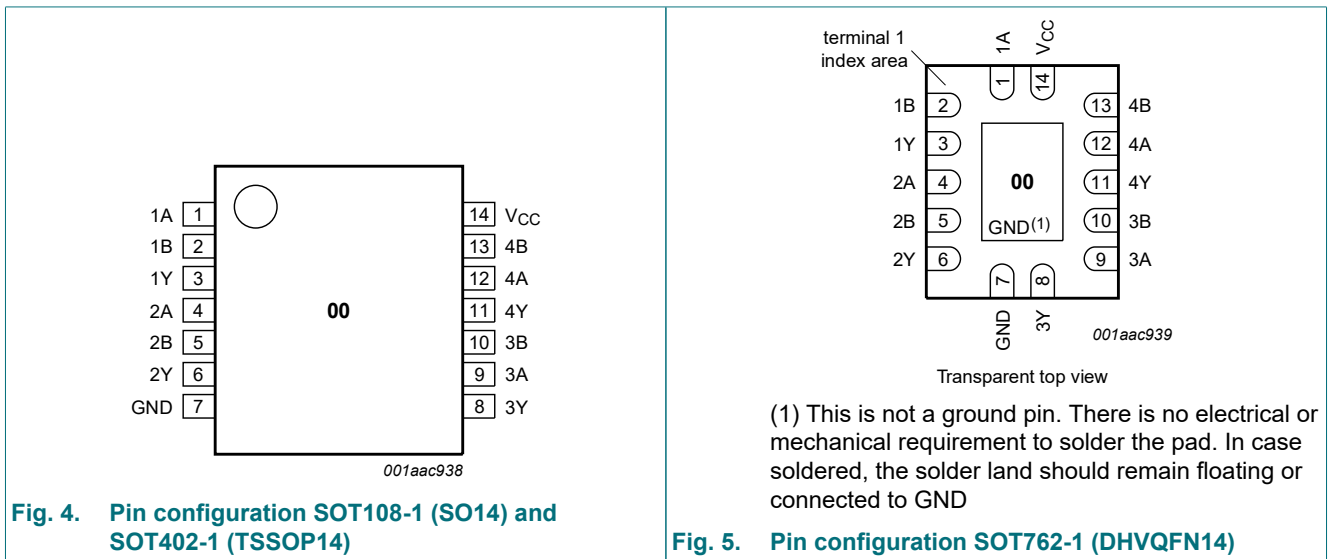 1A 1
1B 2
1Y 3
2A 4
2B 5
2Y 6
GND 7
00
14 VCC
13 4B
12 4A
11 4Y
10 3B
9 3A
8 3Y
001aac938
Fig. 4. Pin configuration SOT108-1 (SO14) and
SOT402-1 (TSSOP14)
terminal 1
index area
1A
VCC
1
14
1B 2
1Y 3
2A 4
2B 5
2Y 6
00
GND(1)
13 4B
12 4A
11 4Y
10 3B
9 3A
7
8
GND
3Y
001aac939
Transparent top view
(1) This is not a ground pin. There is no electrical or
mechanical requirement to solder the pad. In case
soldered, the solder land should remain floating or
connected to GND
Fig. 5. Pin configuration SOT762-1 (DHVQFN14)